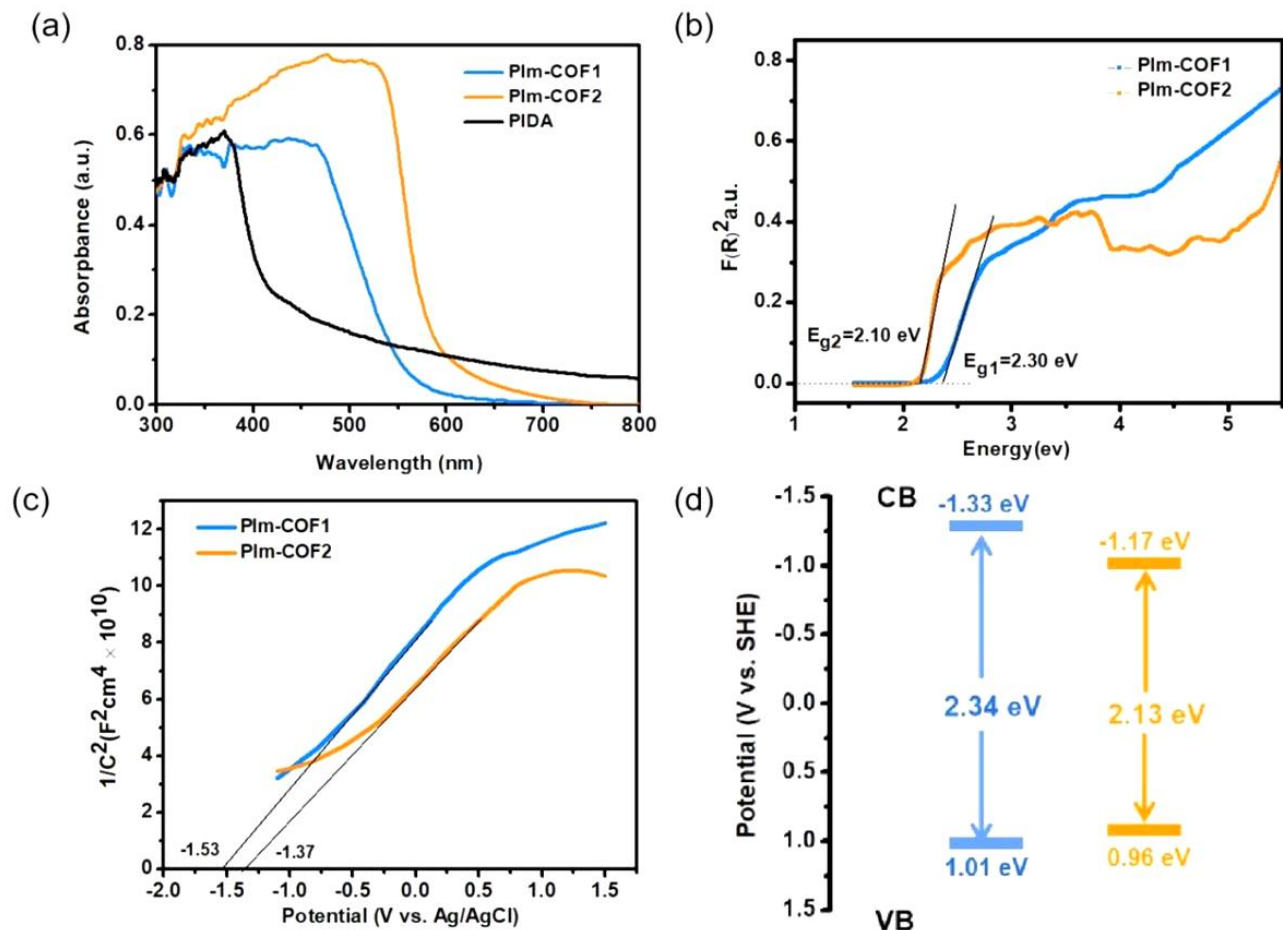 (a)
0.8
0.6
0.4
0.2
0.0
Absorpbance (a.u.)
PIm-COF1
PIm-COF2
PIDA
300 400 500 600 700 800
Wavelength (nm)
(b)
0.8
0.4
0.0
F(R)²a.u.
PIm-COF1
PIm-COF2
Eg2=2.10 eV
Eg1=2.30 eV
1 2 3 4 5
Energy(ev)
(c)
12
10
8
6
4
2
0
1/C²(F²cm⁴ × 10¹⁰)
PIm-COF1
PIm-COF2
-1.53
-1.37
-2.0 -1.5 -1.0 -0.5 0.0 0.5 1.0 1.5
Potential (V vs. Ag/AgCl)
(d)
-1.5
-1.0
-0.5
0.0
0.5
1.0
1.5
Potential (V vs. SHE)
CB
-1.33 eV
-1.17 eV
2.34 eV
2.13 eV
1.01 eV
0.96 eV
VB